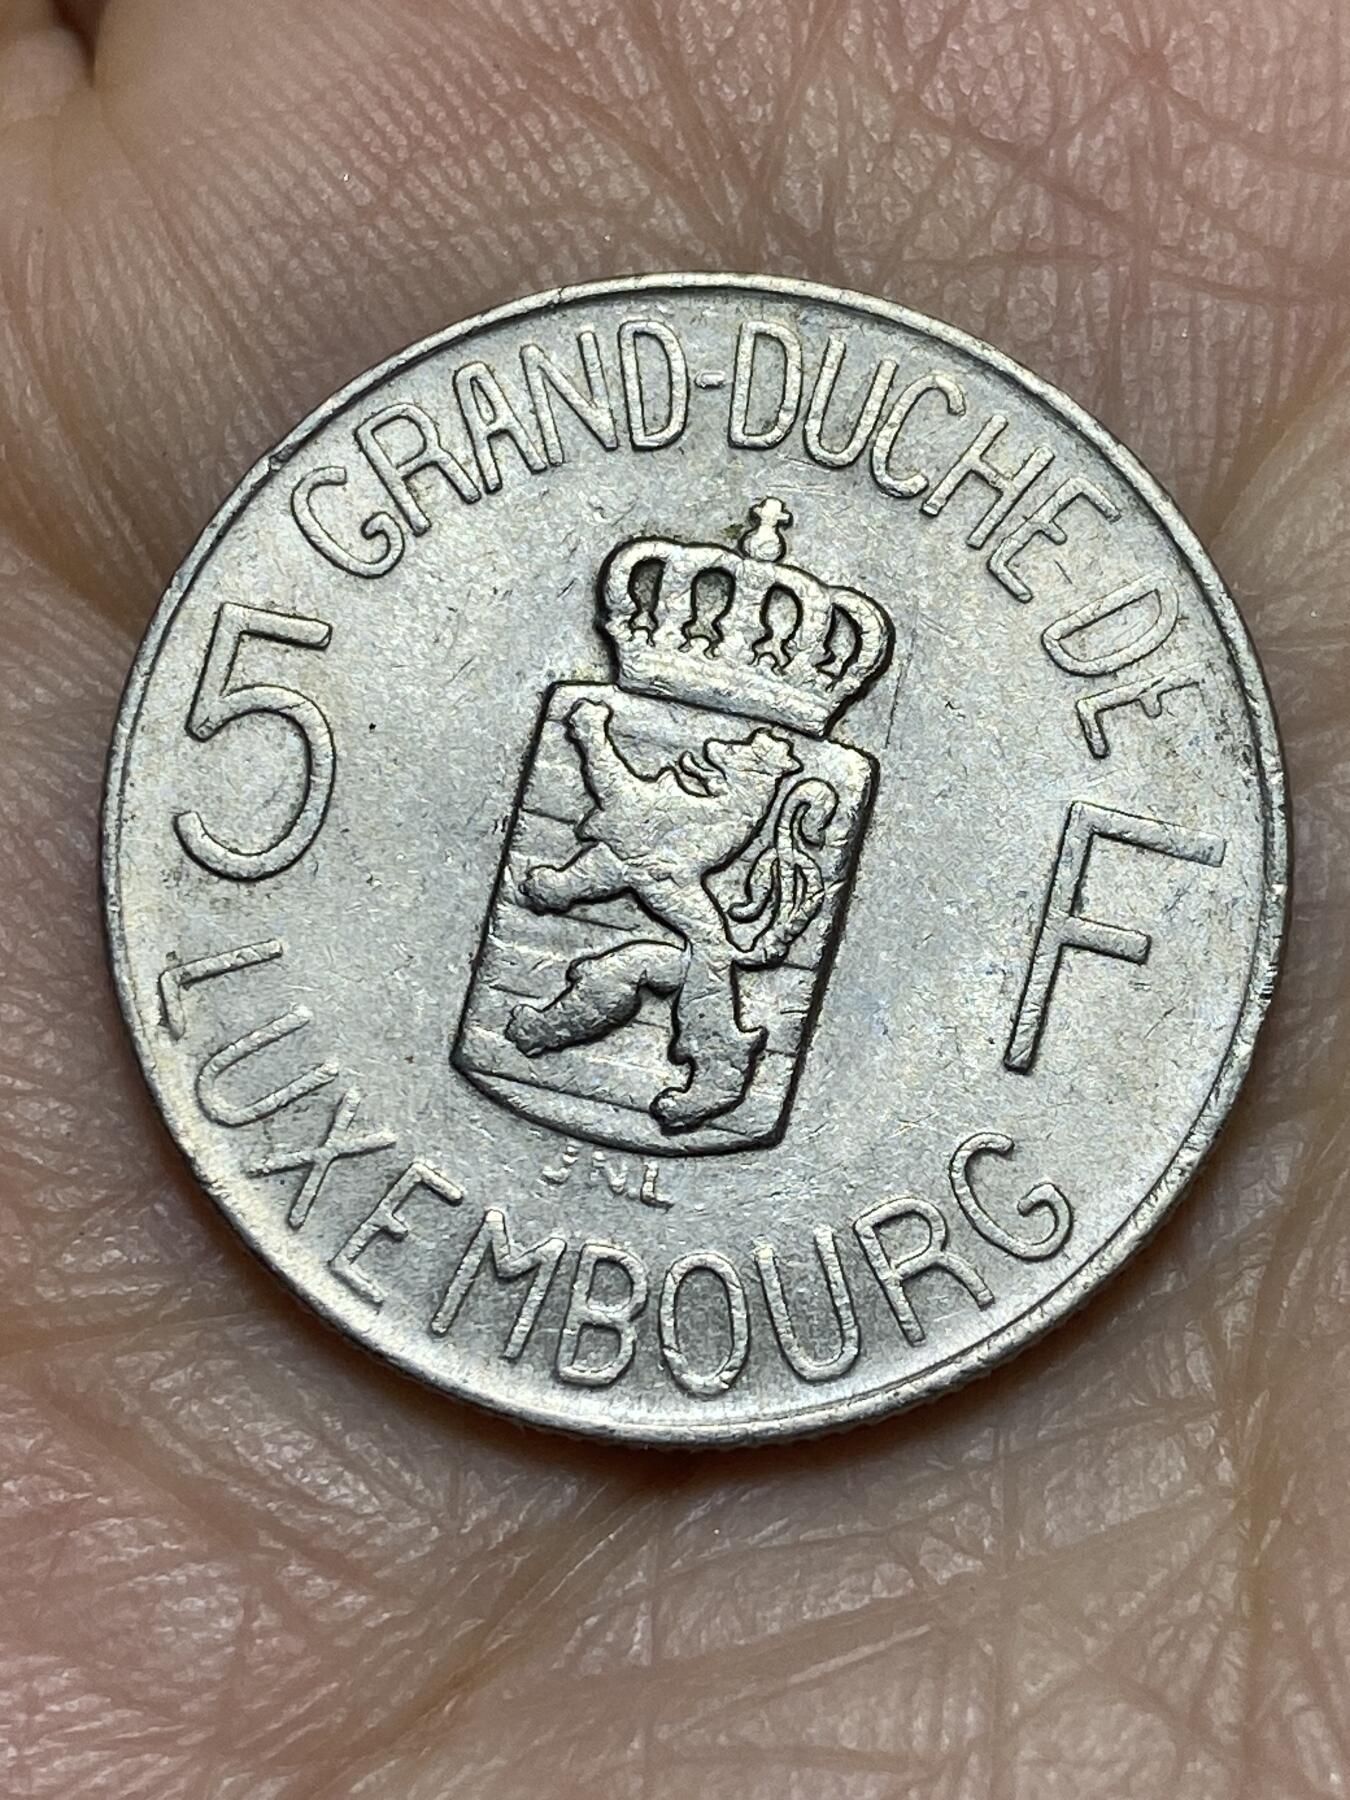 GRAND-DUCHE DE
5 F
J.N.L
LUXEMBOURG